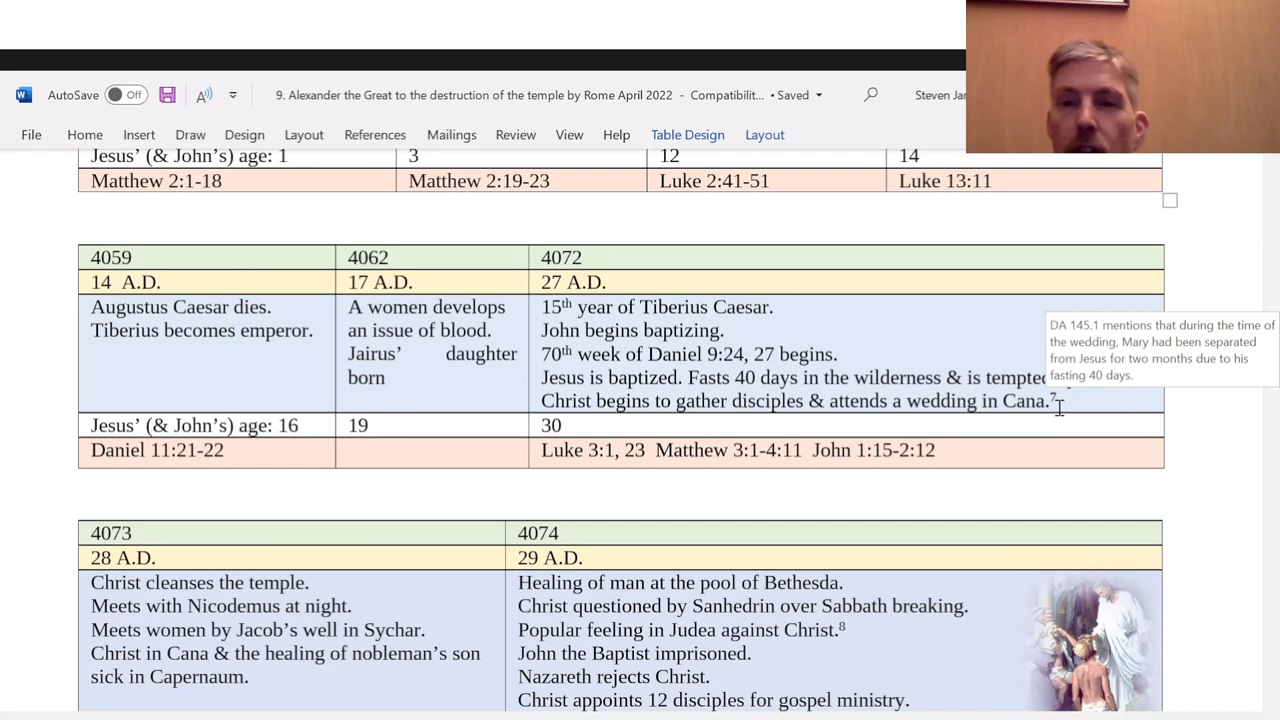 AutoSave Off 9. Alexander the Great to the destruction of the temple by Rome April 2022 - Compatibilit... • Saved Steven Jar
File Home Insert Draw Design Layout References Mailings Review View Help Table Design Layout
Jesus' (& John's) age: 1 3 12 14
Matthew 2:1-18 Matthew 2:19-23 Luke 2:41-51 Luke 13:11
4059 4062 4072
14 A.D. 17 A.D. 27 A.D.
Augustus Caesar dies.
Tiberius becomes emperor.
A women develops
an issue of blood.
Jairus' daughter
born
15th year of Tiberius Caesar.
John begins baptizing.
70th week of Daniel 9:24, 27 begins.
Jesus is baptized. Fasts 40 days in the wilderness & is tempted
Christ begins to gather disciples & attends a wedding in Cana.7
DA 145.1 mentions that during the time of
the wedding, Mary had been separated
from Jesus for two months due to his
fasting 40 days.
Jesus' (& John's) age: 16 19 30
Daniel 11:21-22 Luke 3:1, 23 Matthew 3:1-4:11 John 1:15-2:12
4073 4074
28 A.D. 29 A.D.
Christ cleanses the temple.
Meets with Nicodemus at night.
Meets women by Jacob's well in Sychar.
Christ in Cana & the healing of nobleman's son
sick in Capernaum.
Healing of man at the pool of Bethesda.
Christ questioned by Sanhedrin over Sabbath breaking.
Popular feeling in Judea against Christ.8
John the Baptist imprisoned.
Nazareth rejects Christ.
Christ appoints 12 disciples for gospel ministry.